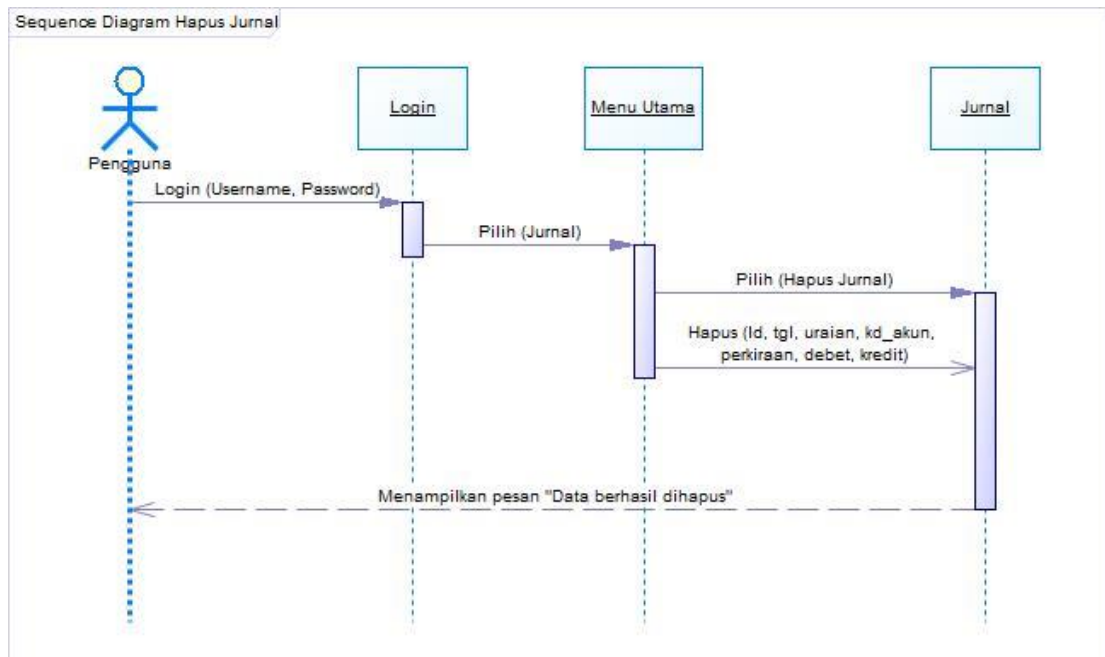 Sequence Diagram Hapus Jurnal
Pengguna
Login
Menu Utama
Jurnal
Login (Username, Password)
Pilih (Jurnal)
Pilih (Hapus Jurnal)
Hapus (Id, tgl, uraian, kd_akun,
perkiraan, debet, kredit)
Menampilkan pesan "Data berhasil dihapus"